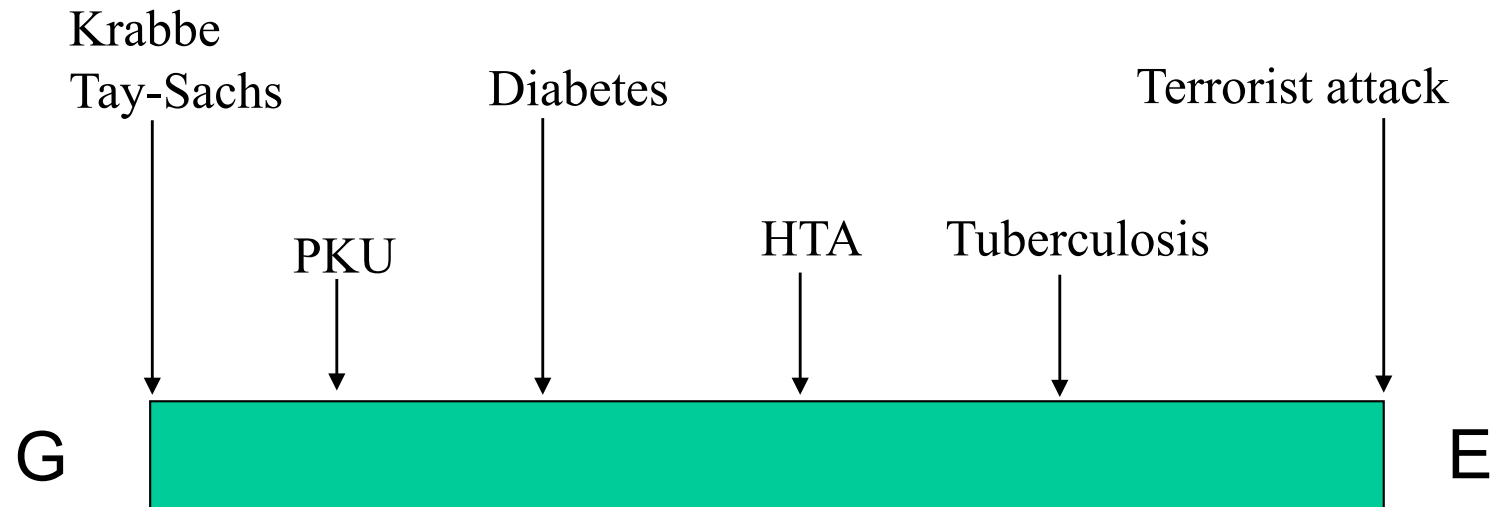 Krabbe
Tay-Sachs
Diabetes
Terrorist attack
PKU
HTA
Tuberculosis
G
E